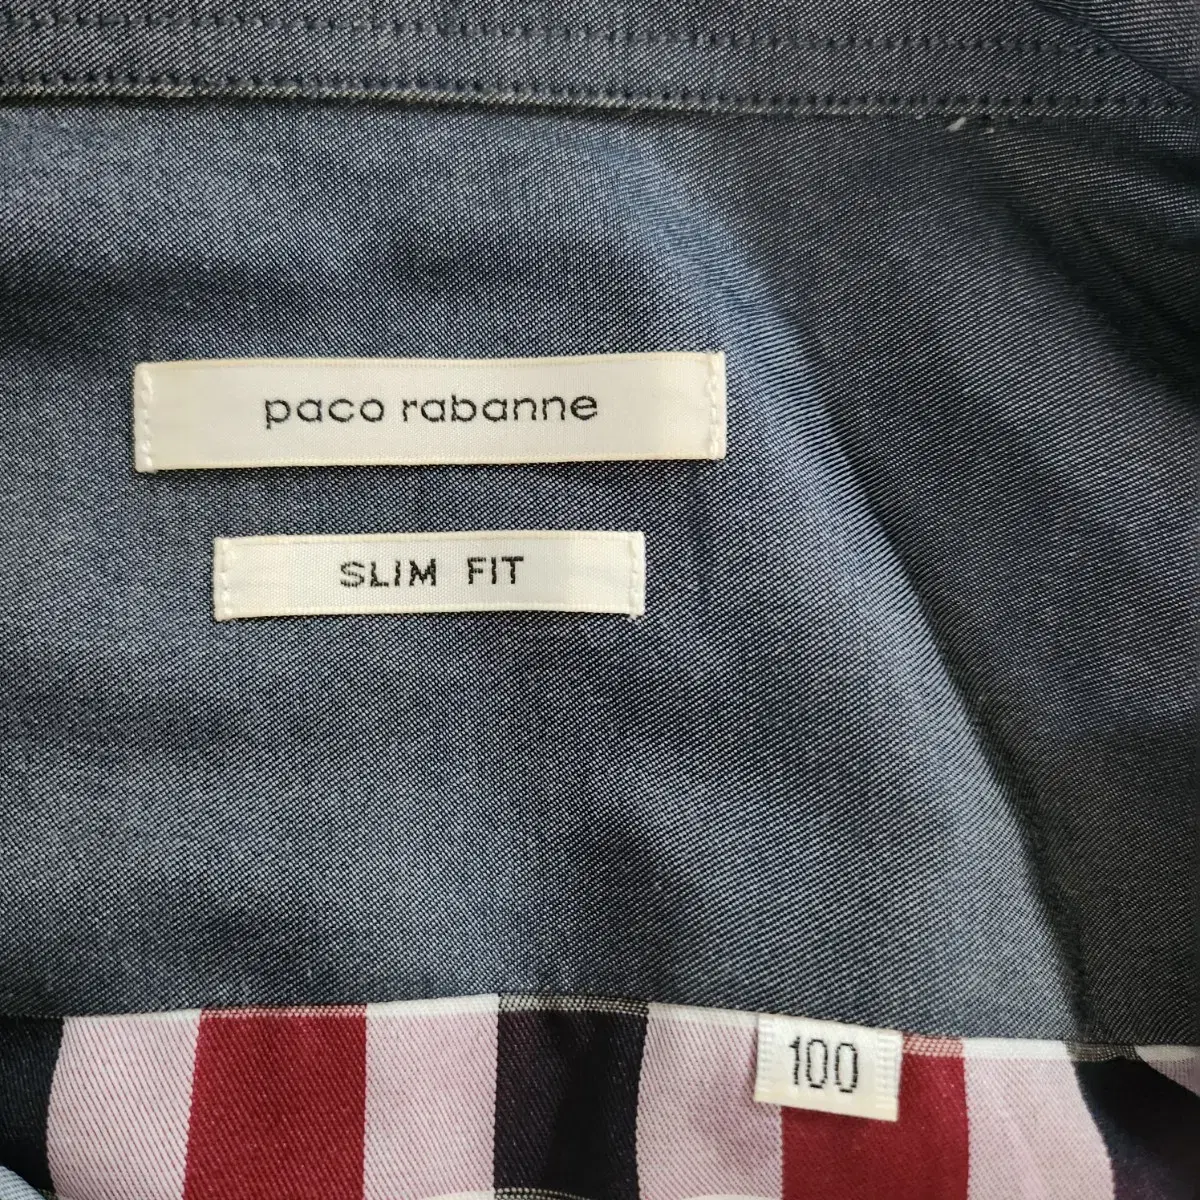 paco rabanne
SLIM FIT
100